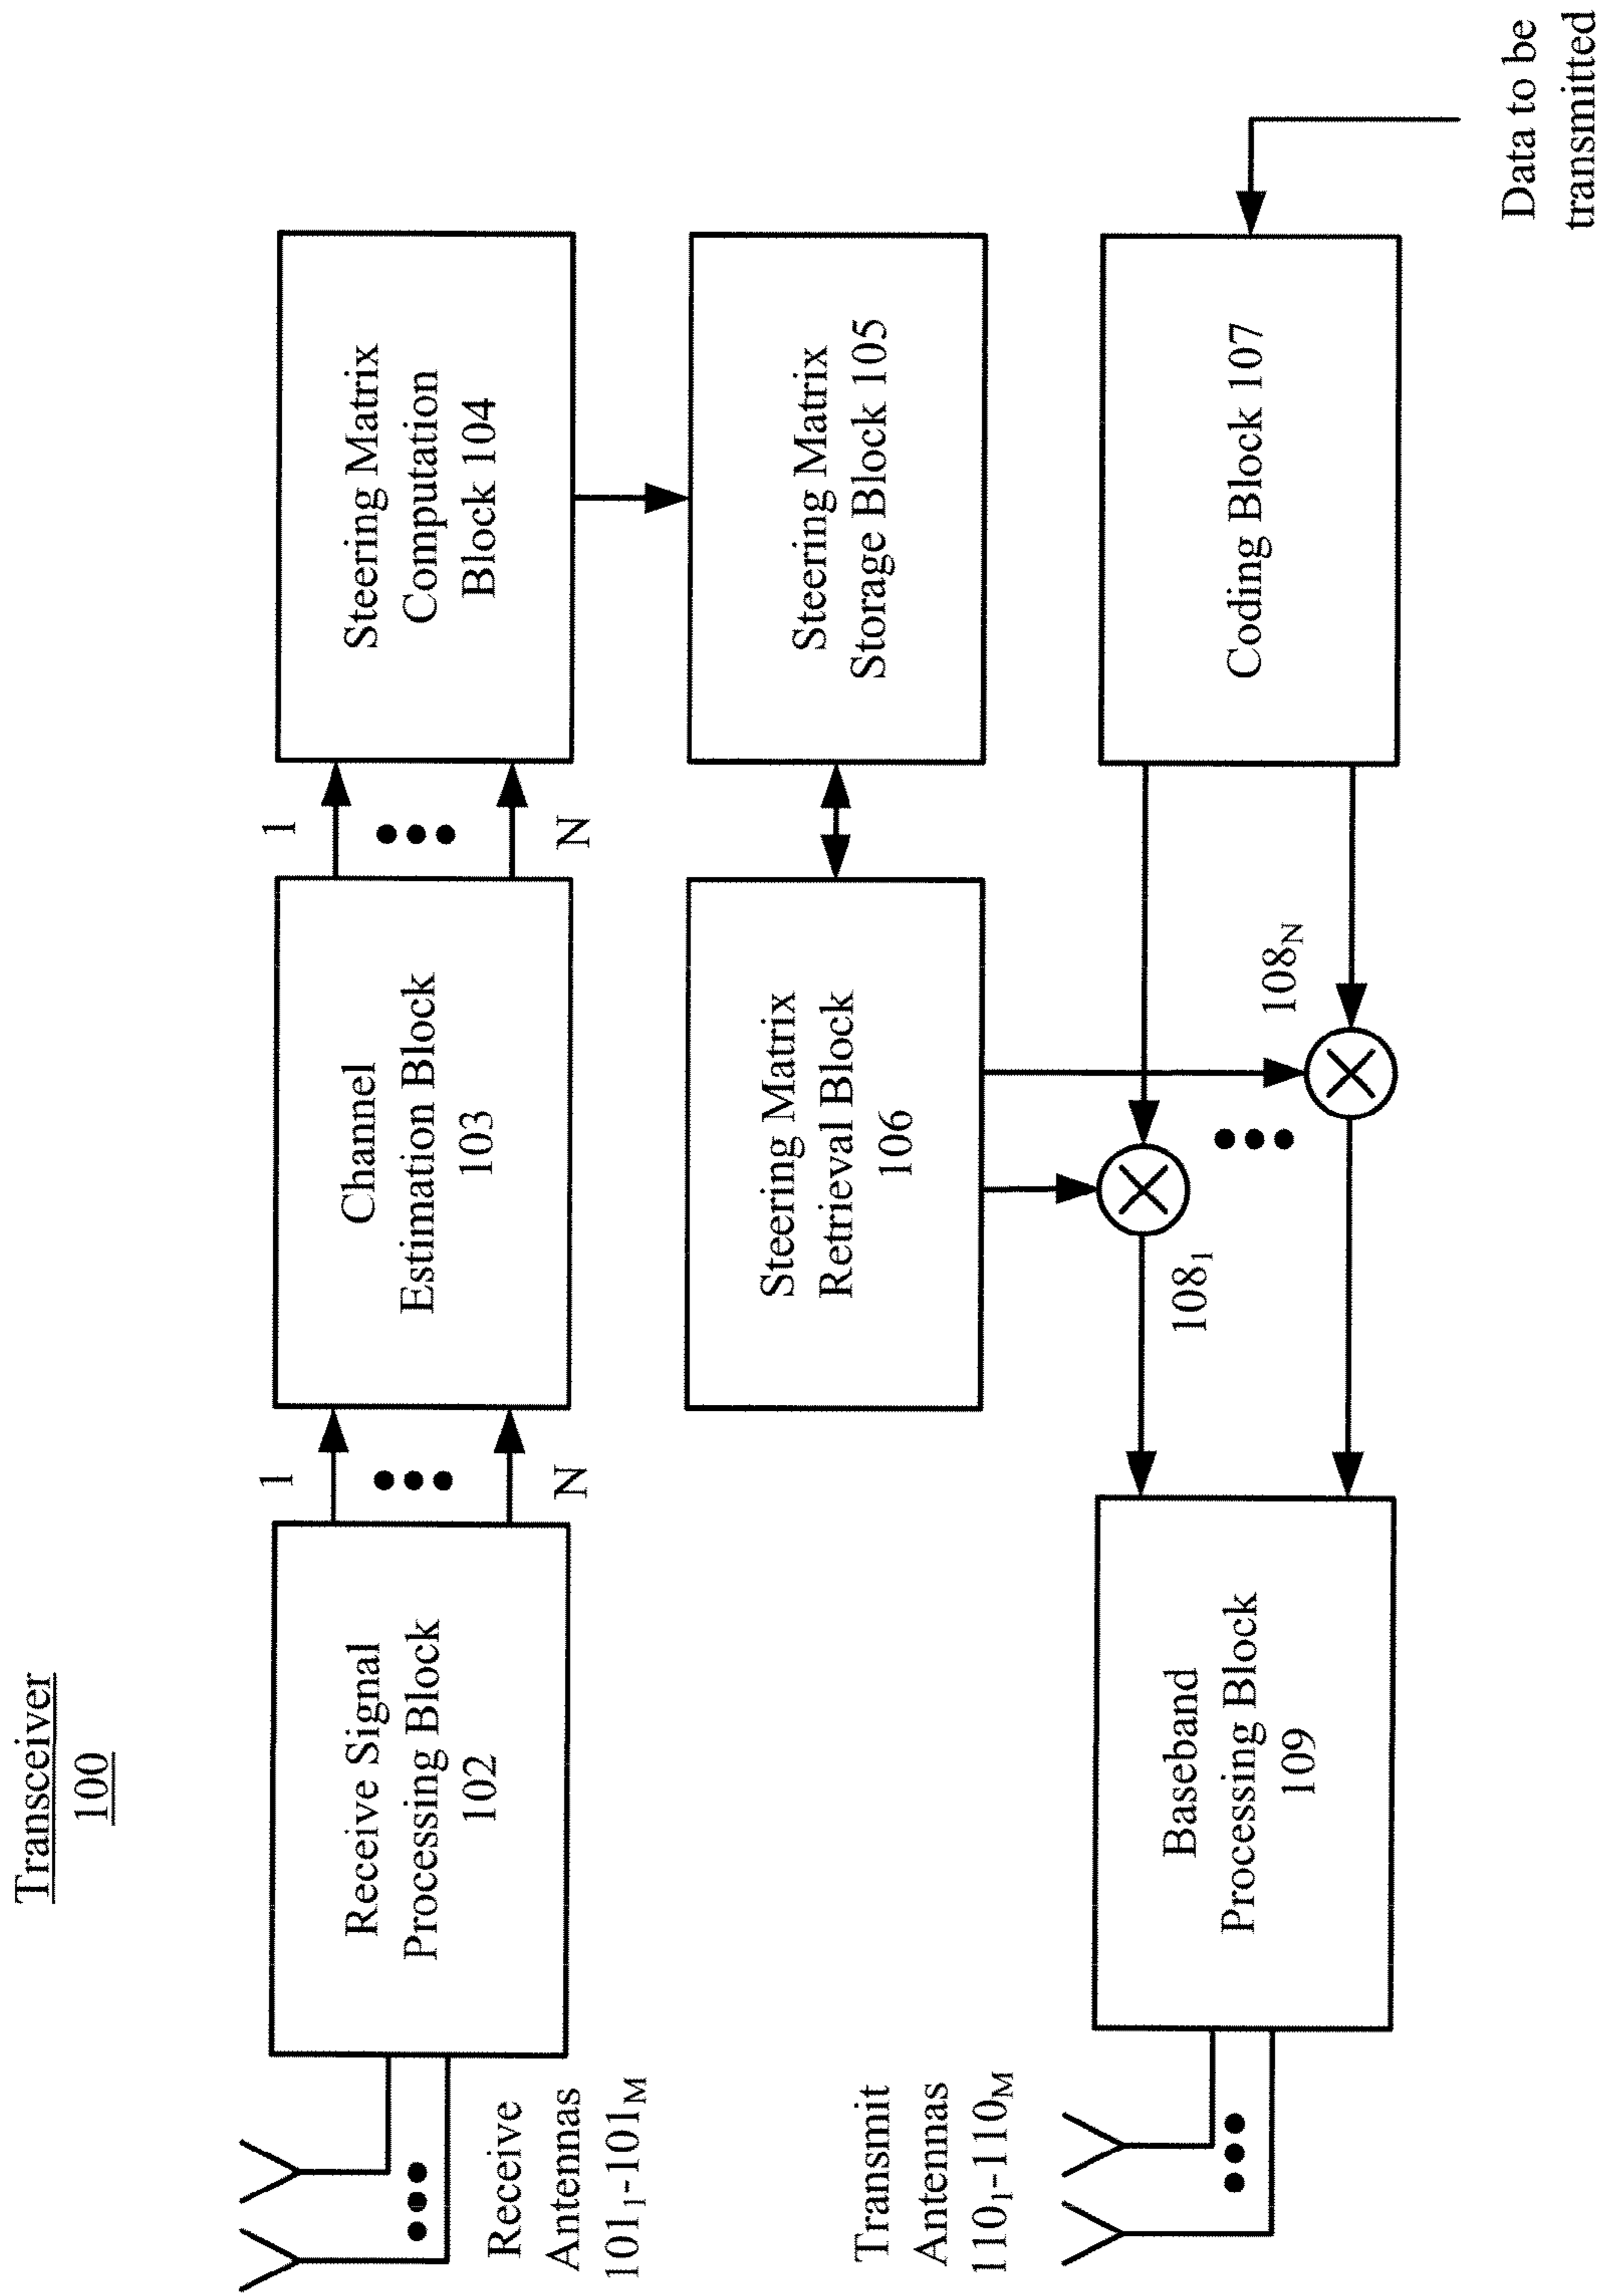 Transceiver
100
Receive Signal
Processing Block
102
1
N
Channel
Estimation Block
103
1
N
Steering Matrix
Computation
Block 104
Receive
Antennas
101₁-101M
Steering Matrix
Retrieval Block
106
Steering Matrix
Storage Block 105
Transmit
Antennas
110₁-110M
Baseband
Processing Block
109
108₁
108N
Coding Block 107
Data to be
transmitted